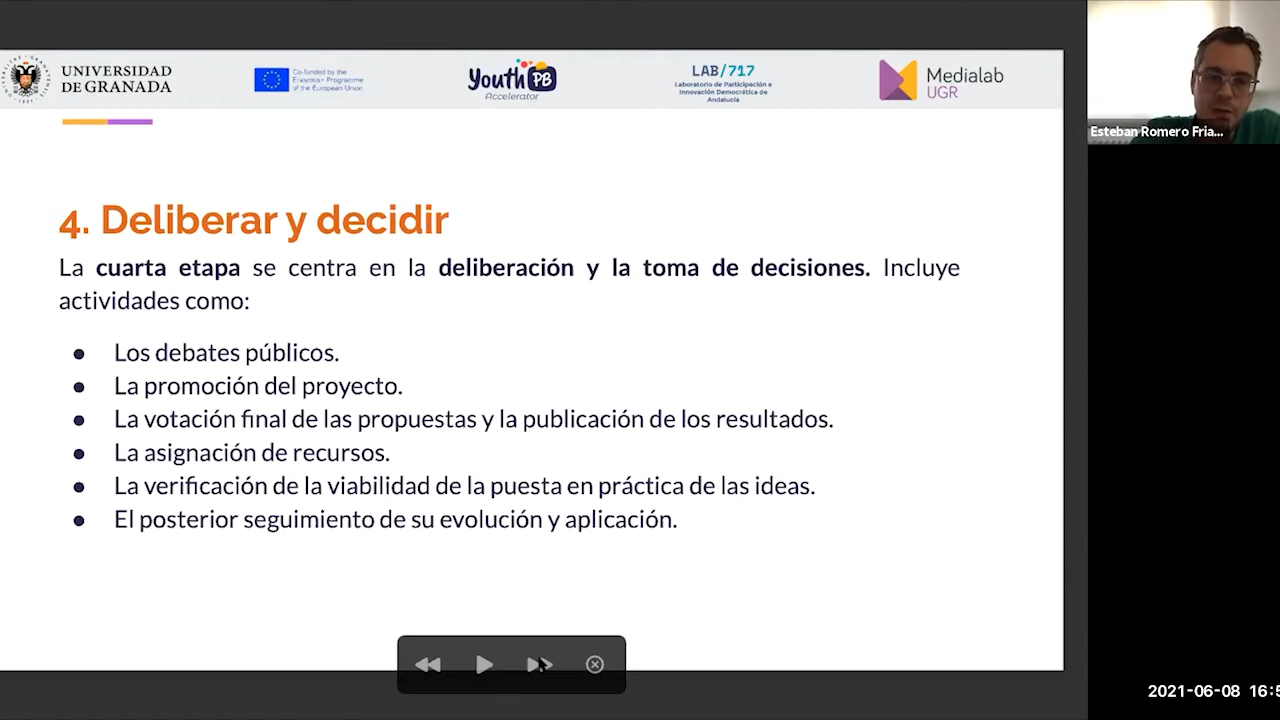 UNIVERSIDAD
DE GRANADA
Co-funded by the
Erasmus+ Programme
of the European Union
Youth PB
Accelerator
LAB/717
Laboratorio de Participación e
Innovación Democrática de
Andalucía
Medialab
UGR
Esteban Romero Fria...
4. Deliberar y decidir
La cuarta etapa se centra en la deliberación y la toma de decisiones. Incluye
actividades como:
● Los debates públicos.
● La promoción del proyecto.
● La votación final de las propuestas y la publicación de los resultados.
● La asignación de recursos.
● La verificación de la viabilidad de la puesta en práctica de las ideas.
● El posterior seguimiento de su evolución y aplicación.
2021-06-08 16:5